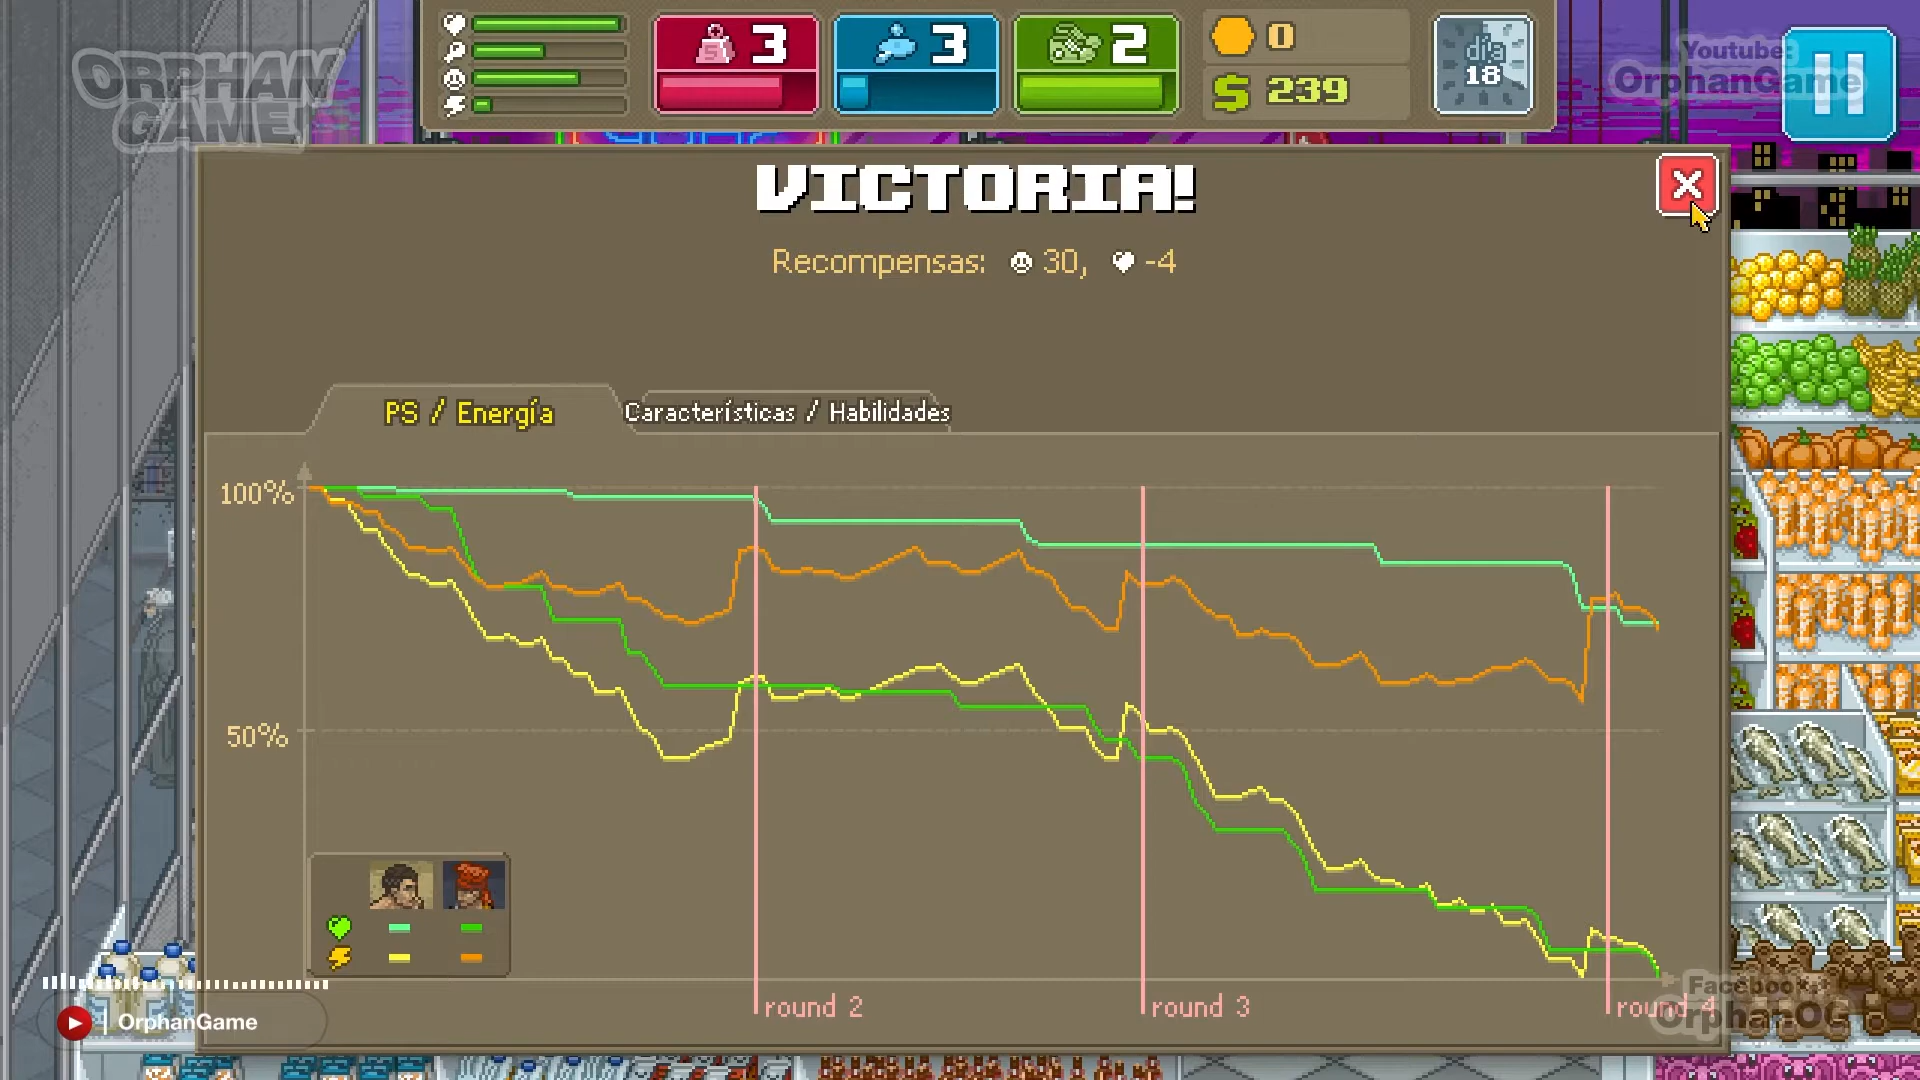 ORPHAN
GAME
3
3
2
0
$ 239
día
18
Youtube:
OrphanGame
VICTORIA!
Recompensas: 30, -4
PS / Energía
Características / Habilidades
100%
50%
round 2
round 3
round 4
Facebook
OrphanOG
OrphanGame